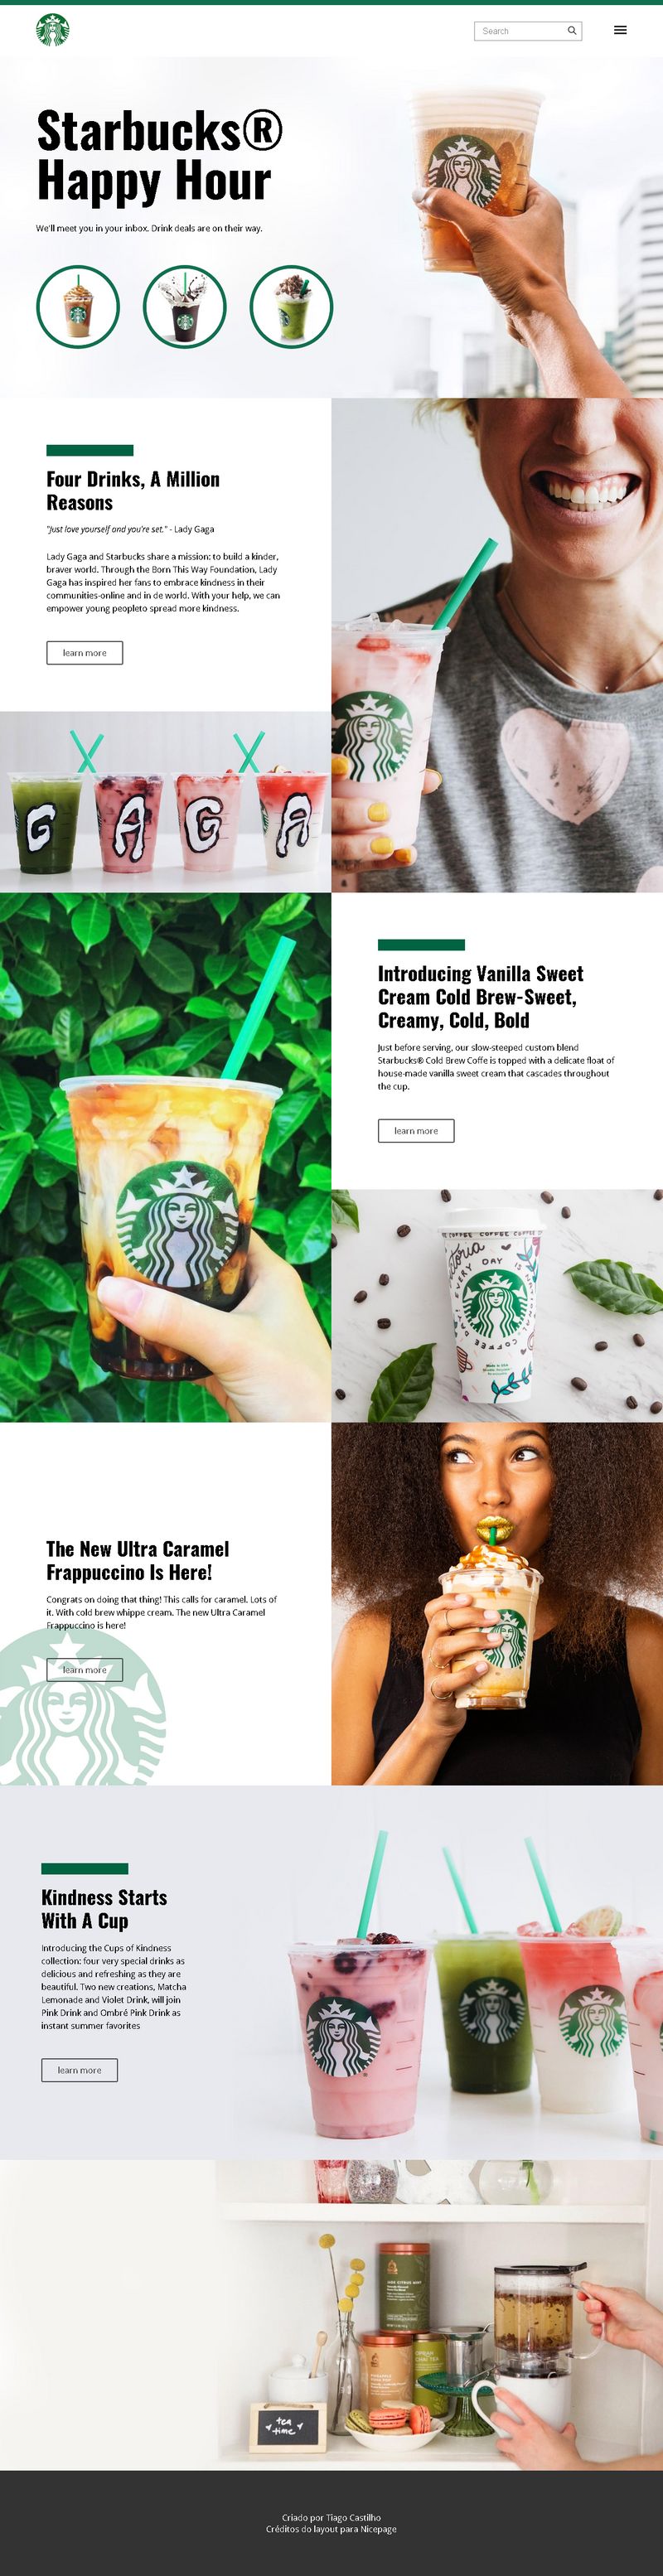 Search
Starbucks®
Happy Hour
We'll meet you in your inbox. Drink deals are on their way.
Four Drinks, A Million
Reasons
"Just love yourself and you're set." - Lady Gaga
Lady Gaga and Starbucks share a mission: to build a kinder,
braver world. Through the Born This Way Foundation, Lady
Gaga has inspired her fans to embrace kindness in their
communities-online and in de world. With your help, we can
empower young peopleto spread more kindness.
learn more
G A G A
Introducing Vanilla Sweet
Cream Cold Brew-Sweet,
Creamy, Cold, Bold
Just before serving, our slow-steeped custom blend
Starbucks® Cold Brew Coffe is topped with a delicate float of
house-made vanilla sweet cream that cascades throughout
the cup.
learn more
COFFEE COFFEE COFFEE
VERY DAY
The New Ultra Caramel
Frappuccino Is Here!
Congrats on doing that thing! This calls for caramel. Lots of
it. With cold brew whippe cream. The new Ultra Caramel
Frappuccino is here!
learn more
Kindness Starts
With A Cup
Introducing the Cups of Kindness
collection: four very special drinks as
delicious and refreshing as they are
beautiful. Two new creations, Matcha
Lemonade and Violet Drink, will join
Pink Drink and Ombré Pink Drink as
instant summer favorites
learn more
tea
time
Criado por Tiago Castilho
Créditos do layout para Nicepage